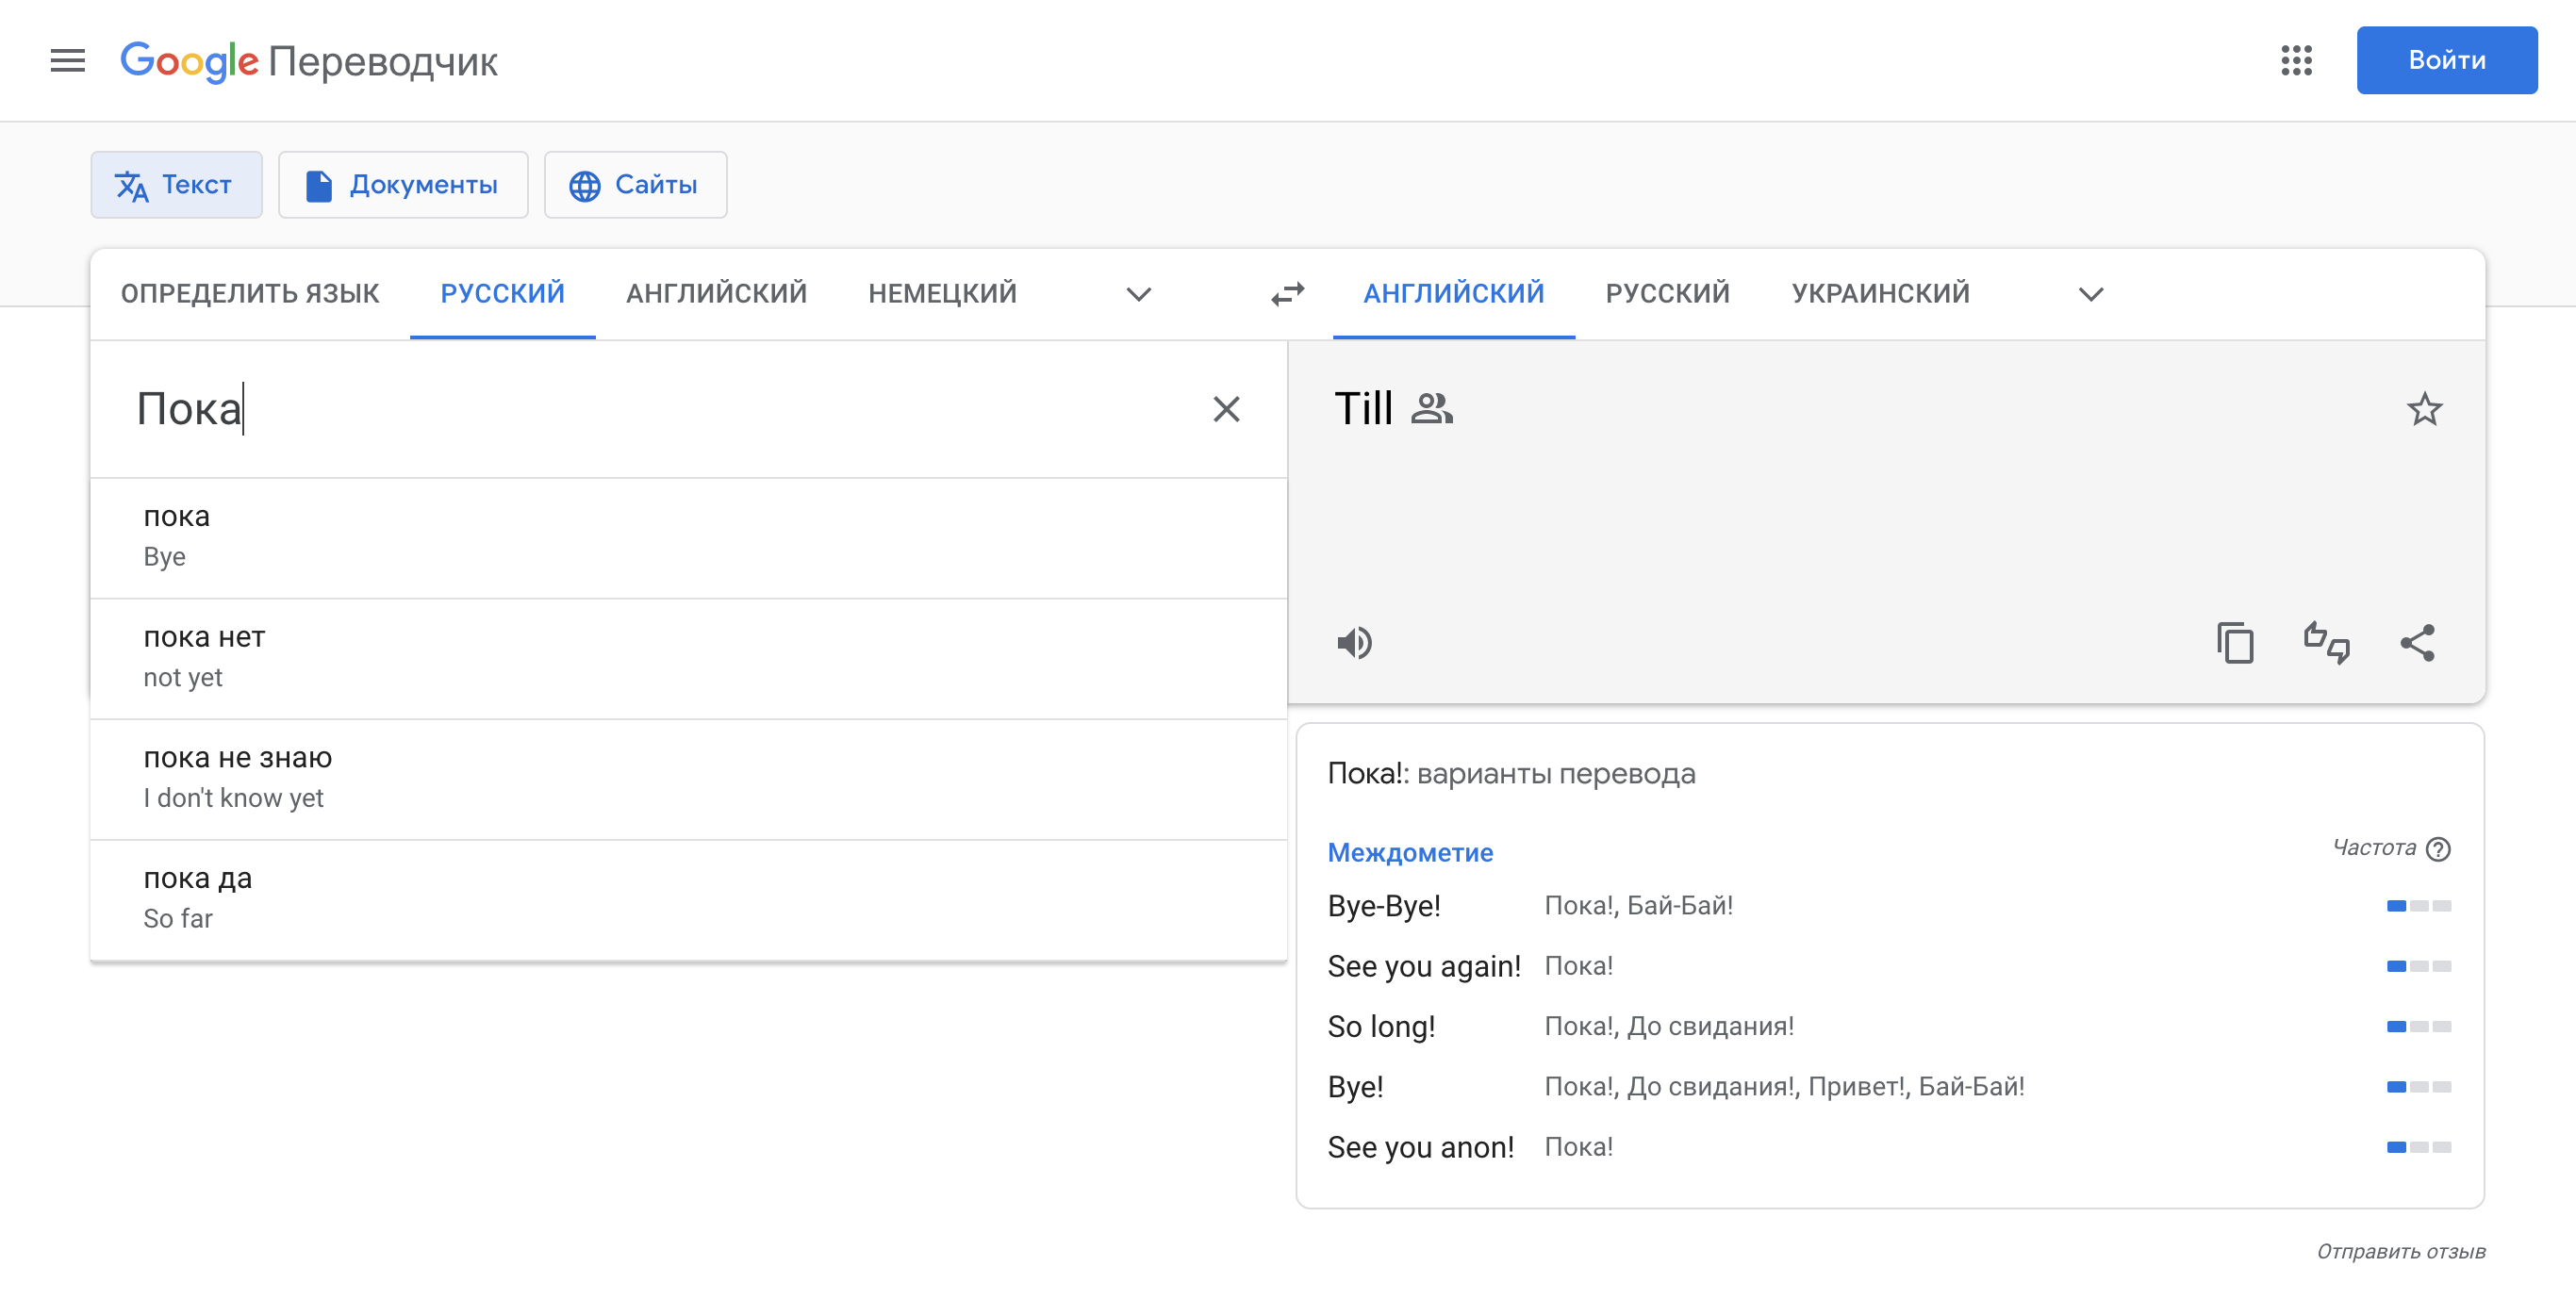 Google Переводчик
Войти
Текст Документы Сайты
ОПРЕДЕЛИТЬ ЯЗЫК РУССКИЙ АНГЛИЙСКИЙ НЕМЕЦКИЙ АНГЛИЙСКИЙ РУССКИЙ УКРАИНСКИЙ
Пока
пока
Bye
пока нет
not yet
пока не знаю
I don't know yet
пока да
So far
Till
Пока!: варианты перевода
Междометие Частота
Bye-Bye! Пока!, Бай-Бай!
See you again! Пока!
So long! Пока!, До свидания!
Bye! Пока!, До свидания!, Привет!, Бай-Бай!
See you anon! Пока!
Отправить отзыв